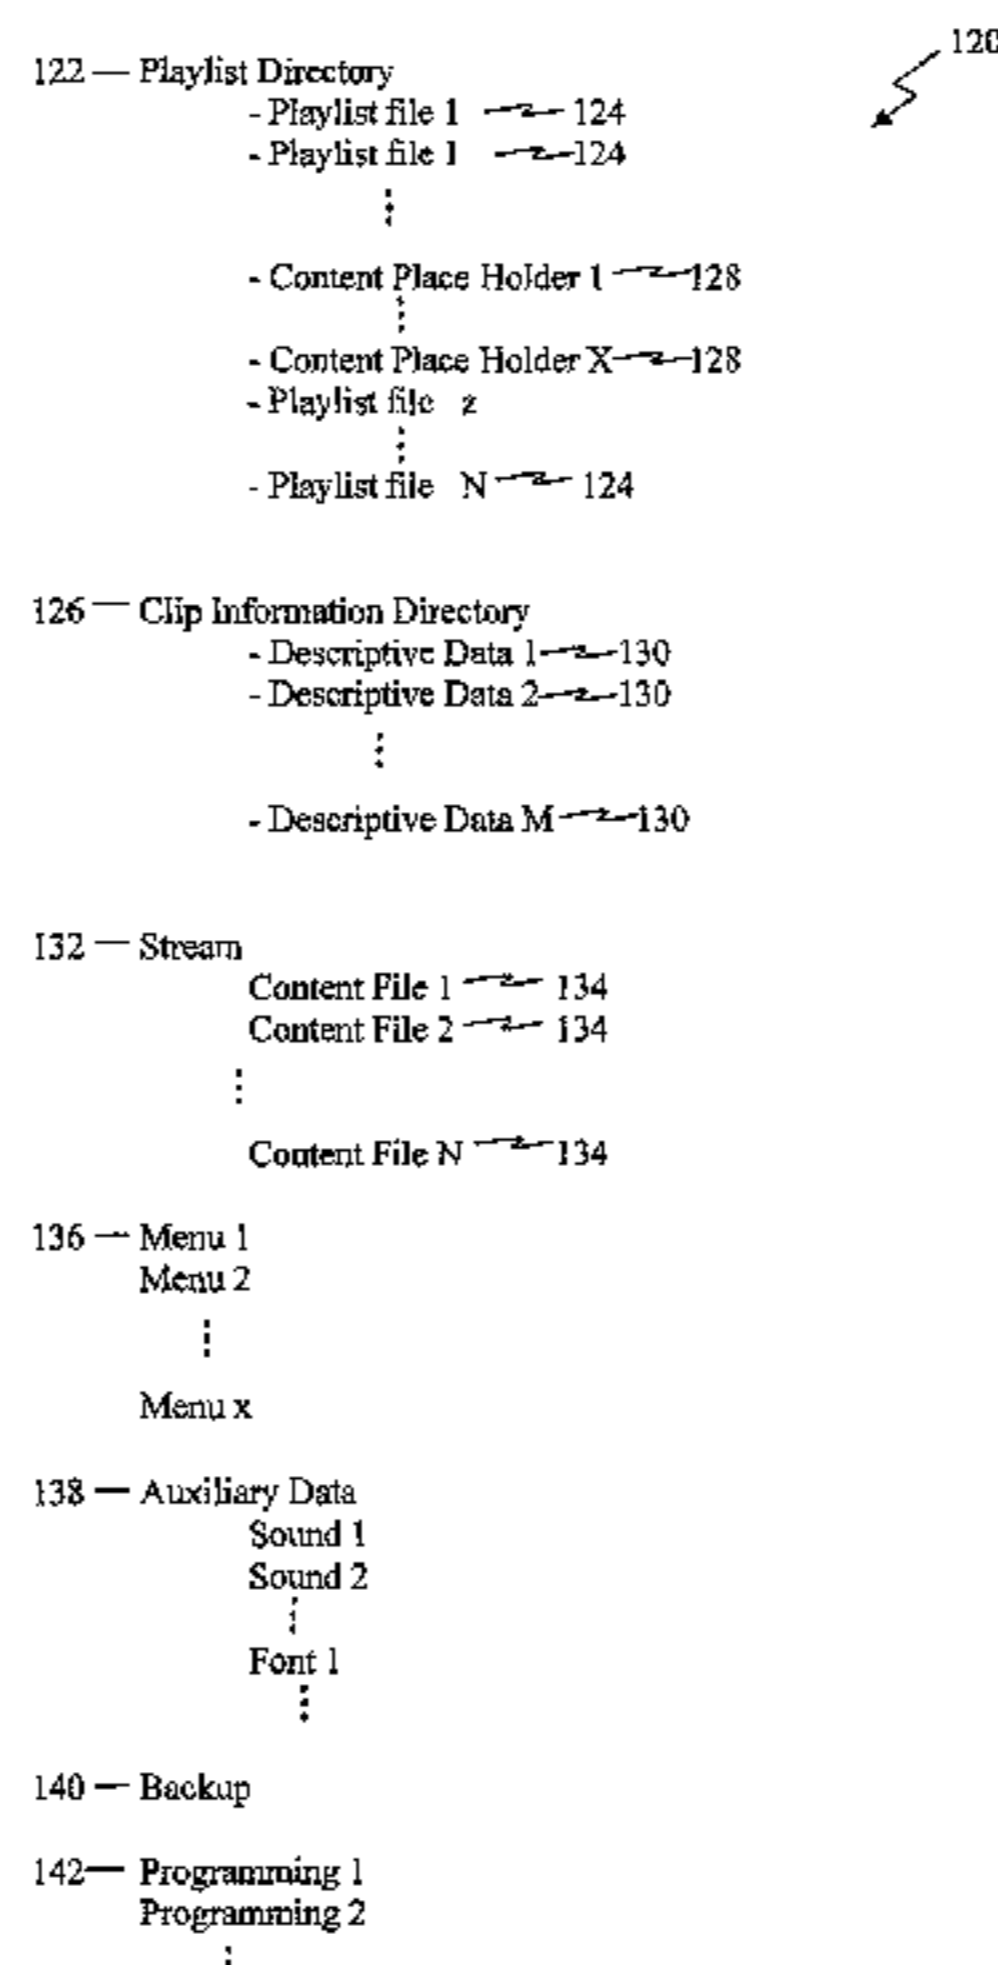 120
122 — Playlist Directory
- Playlist file 1 124
- Playlist file 1 124
- Content Place Holder 1 128
- Content Place Holder X 128
- Playlist file z
- Playlist file N 124
126 — Clip Information Directory
- Descriptive Data 1 130
- Descriptive Data 2 130
- Descriptive Data M 130
132 — Stream
Content File 1 134
Content File 2 134
Content File N 134
136 — Menu 1
Menu 2
Menu x
138 — Auxiliary Data
Sound 1
Sound 2
Font 1
140 — Backup
142 — Programming 1
Programming 2